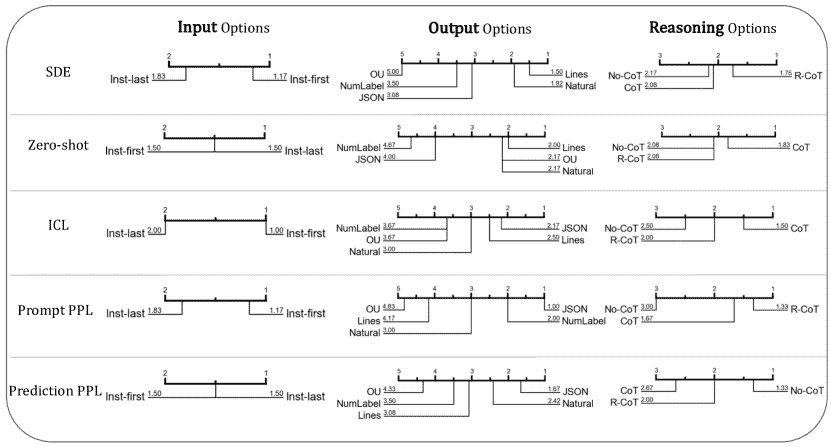 Input Options Output Options Reasoning Options
SDE
2 1
Inst-last 1.83 1.17 Inst-first
5 4 3 2 1
OU 5.00 1.50 Lines
NumLabel 3.50 1.92 Natural
JSON 3.08
3 2 1
No-CoT 2.17 1.75 R-CoT
CoT 2.08
Zero-shot
2 1
Inst-first 1.50 1.50 Inst-last
5 4 3 2 1
NumLabel 4.67 2.00 Lines
JSON 4.00 2.17 OU
2.17 Natural
3 2 1
No-CoT 2.08 1.83 CoT
R-CoT 2.08
ICL
2 1
Inst-last 2.00 1.00 Inst-first
5 4 3 2 1
NumLabel 3.67 2.17 JSON
OU 3.67 2.50 Lines
Natural 3.00
3 2 1
No-CoT 2.50 1.50 CoT
R-CoT 2.00
Prompt PPL
2 1
Inst-last 1.83 1.17 Inst-first
5 4 3 2 1
OU 4.83 1.00 JSON
Lines 4.17 2.00 NumLabel
Natural 3.00
3 2 1
No-CoT 3.00 1.33 R-CoT
CoT 1.67
Prediction PPL
2 1
Inst-first 1.50 1.50 Inst-last
5 4 3 2 1
OU 4.33 1.67 JSON
NumLabel 3.50 2.42 Natural
Lines 3.08
3 2 1
CoT 2.67 1.33 No-CoT
R-CoT 2.00